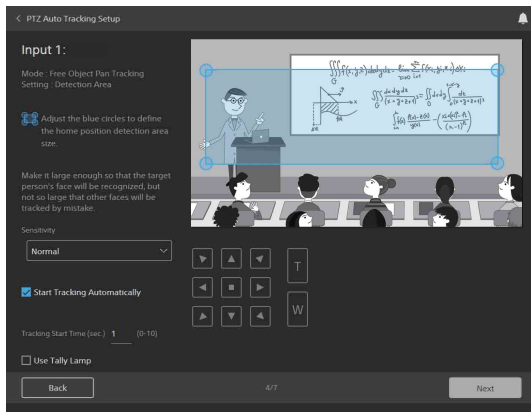 PTZ Auto Tracking Setup
Input 1:
Mode : Free Object Pan Tracking
Setting : Detection Area
Adjust the blue circles to define
the home position detection area
size.
Make it large enough so that the target
person's face will be recognized, but
not so large that other faces will be
tracked by mistake.
Sensitivity
Normal
Start Tracking Automatically
Tracking Start Time (sec.) 1 (0-10)
Use Tally Lamp
T
W
Back
4/7
Next